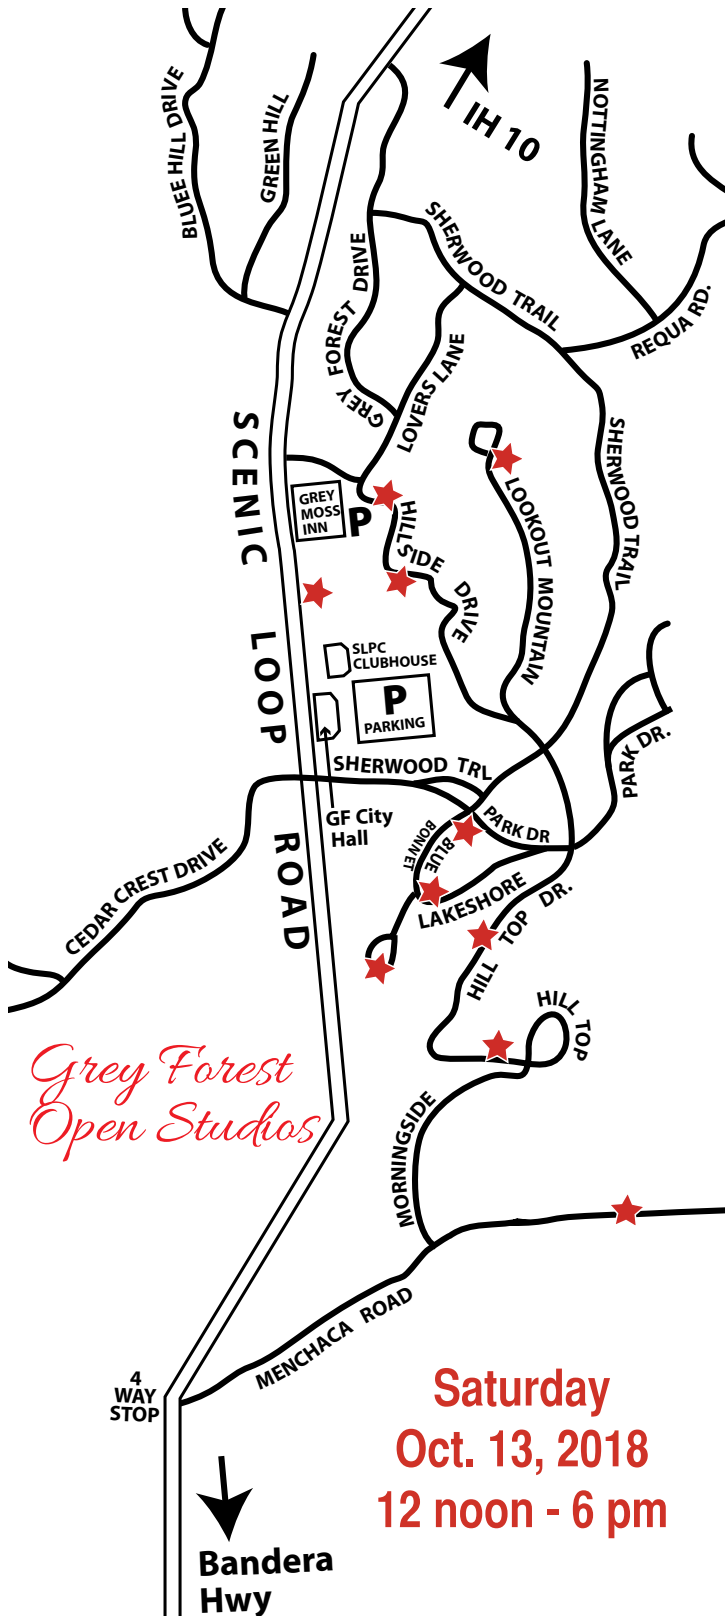 IH 10
BLUEE HILL DRIVE
GREEN HILL
NOTTINGHAM LANE
SHERWOOD TRAIL
REQUA RD.
GREY FOREST DRIVE
LOVERS LANE
SCENIC LOOP ROAD
GREY
MOSS
INN
P
HILLSIDE DRIVE
LOOKOUT MOUNTAIN
SHERWOOD TRAIL
SLPC
CLUBHOUSE
P
PARKING
PARK DR.
SHERWOOD TRL
GF City
Hall
PARK DR
BLUE
BONNET
CEDAR CREST DRIVE
LAKESHORE
HILL TOP DR.
HILL TOP
Grey Forest
Open Studios
MORNINGSIDE
MENCHACA ROAD
4
WAY
STOP
Saturday
Oct. 13, 2018
12 noon - 6 pm
Bandera
Hwy